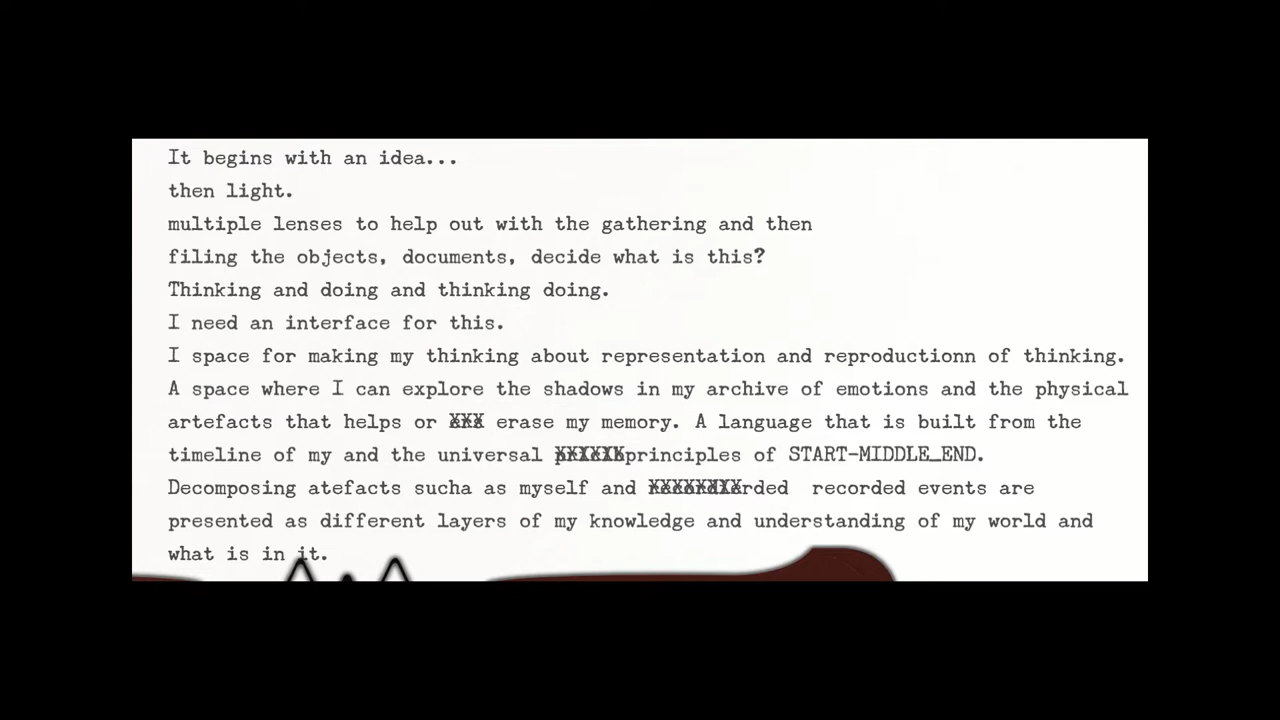 It begins with an idea...
then light.
multiple lenses to help out with the gathering and then
filing the objects, documents, decide what is this?
Thinking and doing and thinking doing.
I need an interface for this.
I space for making my thinking about representation and reproductionn of thinking.
A space where I can explore the shadows in my archive of emotions and the physical
artefacts that helps or erase my memory. A language that is built from the
timeline of my and the universal principles of START-MIDDLE_END.
Decomposing atefacts sucha as myself and rded recorded events are
presented as different layers of my knowledge and understanding of my world and
what is in it.